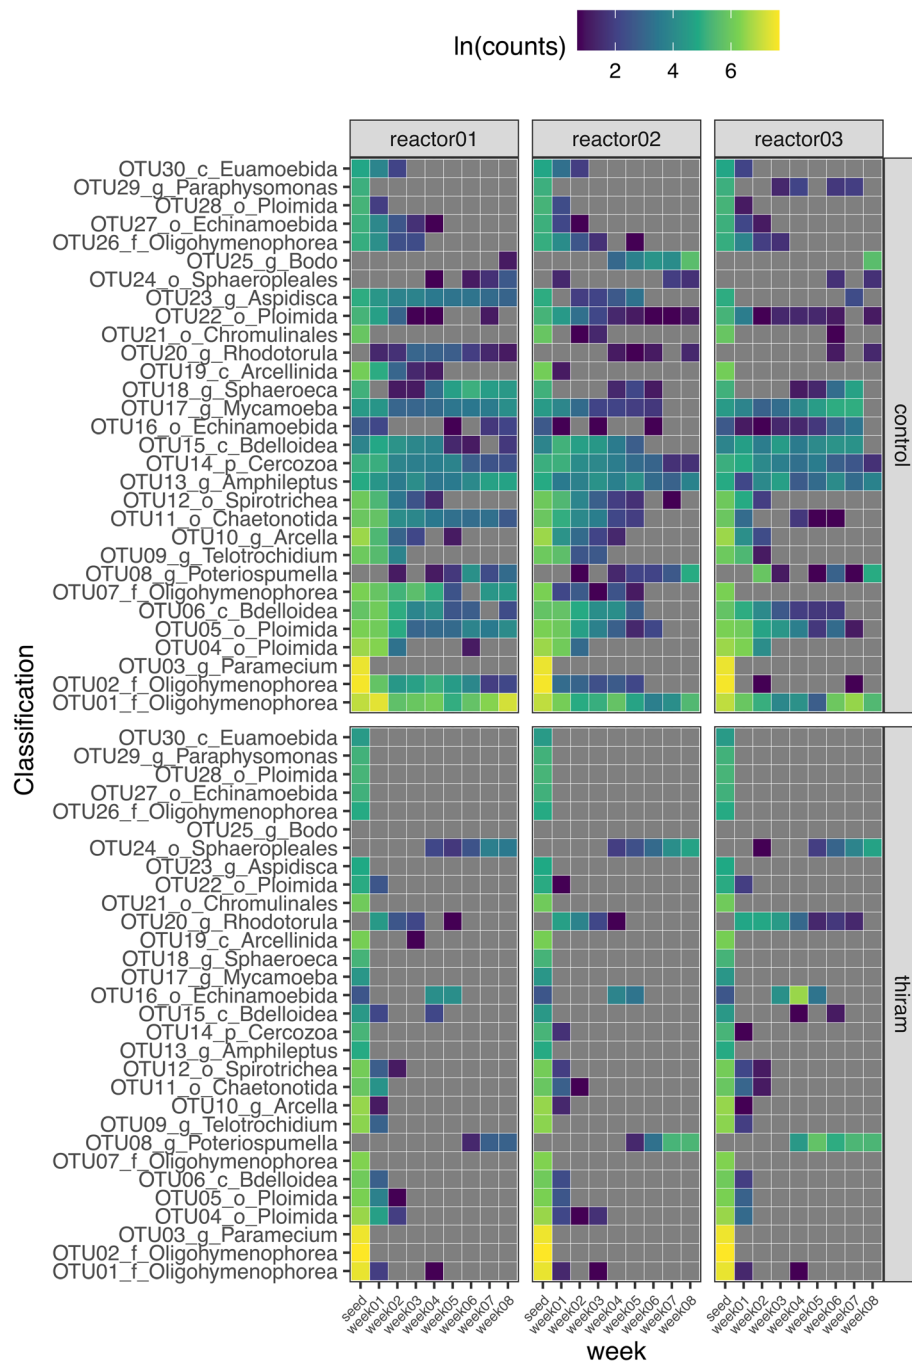 ln(counts)
2 4 6
reactor01 reactor02 reactor03
control
thiram
Classification
OTU30_c_Euamoebida
OTU29_g_Paraphysomonas
OTU28_o_Ploimida
OTU27_o_Echinamoebida
OTU26_f_Oligohymenophorea
OTU25_g_Bodo
OTU24_o_Sphaeropleales
OTU23_g_Aspidisca
OTU22_o_Ploimida
OTU21_o_Chromulinales
OTU20_g_Rhodotorula
OTU19_c_Arcellinida
OTU18_g_Sphaeroeca
OTU17_g_Mycamoeba
OTU16_o_Echinamoebida
OTU15_c_Bdelloidea
OTU14_p_Cercozoa
OTU13_g_Amphileptus
OTU12_o_Spirotrichea
OTU11_o_Chaetonotida
OTU10_g_Arcella
OTU09_g_Telotrochidium
OTU08_g_Poteriospumella
OTU07_f_Oligohymenophorea
OTU06_c_Bdelloidea
OTU05_o_Ploimida
OTU04_o_Ploimida
OTU03_g_Paramecium
OTU02_f_Oligohymenophorea
OTU01_f_Oligohymenophorea
OTU30_c_Euamoebida
OTU29_g_Paraphysomonas
OTU28_o_Ploimida
OTU27_o_Echinamoebida
OTU26_f_Oligohymenophorea
OTU25_g_Bodo
OTU24_o_Sphaeropleales
OTU23_g_Aspidisca
OTU22_o_Ploimida
OTU21_o_Chromulinales
OTU20_g_Rhodotorula
OTU19_c_Arcellinida
OTU18_g_Sphaeroeca
OTU17_g_Mycamoeba
OTU16_o_Echinamoebida
OTU15_c_Bdelloidea
OTU14_p_Cercozoa
OTU13_g_Amphileptus
OTU12_o_Spirotrichea
OTU11_o_Chaetonotida
OTU10_g_Arcella
OTU09_g_Telotrochidium
OTU08_g_Poteriospumella
OTU07_f_Oligohymenophorea
OTU06_c_Bdelloidea
OTU05_o_Ploimida
OTU04_o_Ploimida
OTU03_g_Paramecium
OTU02_f_Oligohymenophorea
OTU01_f_Oligohymenophorea
seed week01 week02 week03 week04 week05 week06 week07 week08 seed week01 week02 week03 week04 week05 week06 week07 week08 seed week01 week02 week03 week04 week05 week06 week07 week08
week